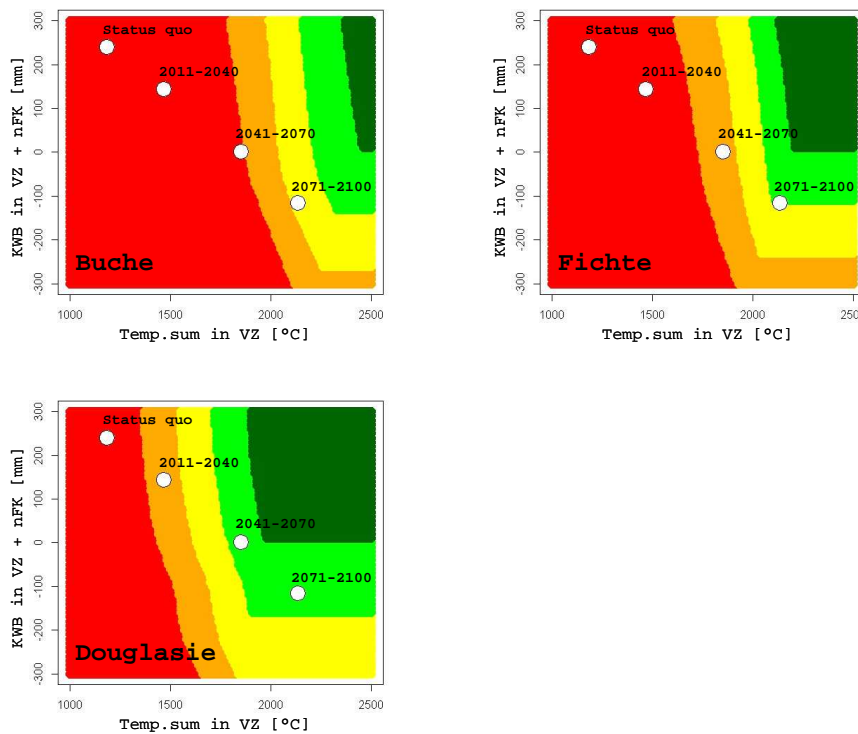 Status quo
2011-2040
2041-2070
2071-2100
Buche
300
200
100
0
-100
-200
-300
KWB in VZ + nFK [mm]
1000 1500 2000 2500
Temp.sum in VZ [°C]
Status quo
2011-2040
2041-2070
2071-2100
Fichte
300
200
100
0
-100
-200
-300
KWB in VZ + nFK [mm]
1000 1500 2000 2500
Temp.sum in VZ [°C]
Status quo
2011-2040
2041-2070
2071-2100
Douglasie
300
200
100
0
-100
-200
-300
KWB in VZ + nFK [mm]
1000 1500 2000 2500
Temp.sum in VZ [°C]